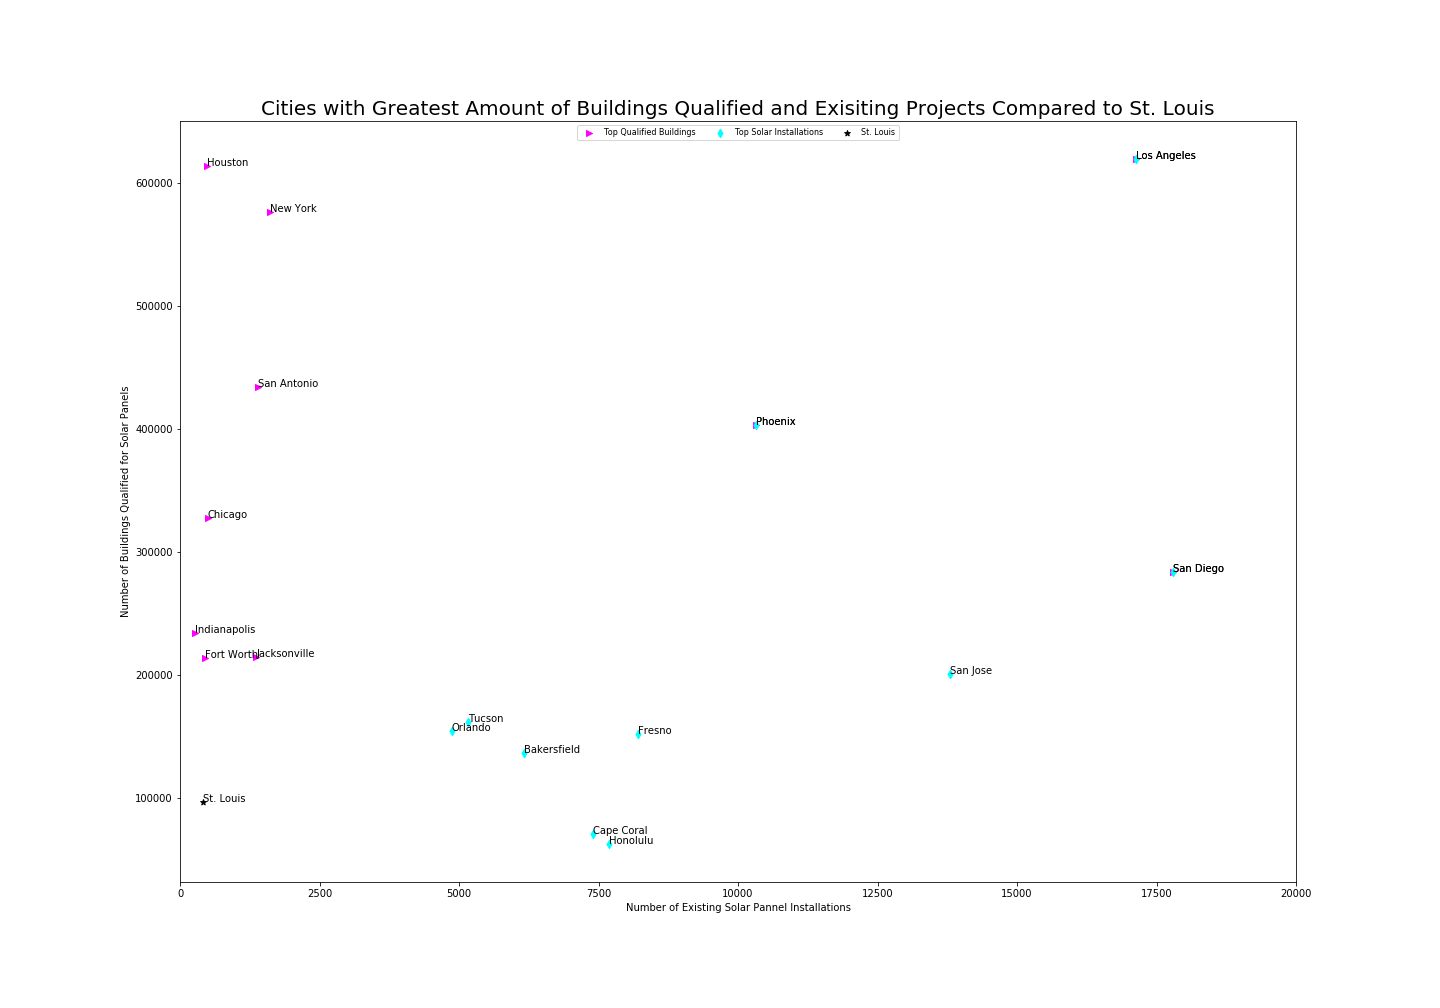 Cities with Greatest Amount of Buildings Qualified and Exisiting Projects Compared to St. Louis
Top Qualified Buildings Top Solar Installations St. Louis
Los Angeles
Houston
600000
New York
500000
San Antonio
Phoenix
400000
Chicago
Number of Buildings Qualified for Solar Panels
San Diego
300000
Indianapolis
Fort Worth
Jacksonville
San Jose
200000
Tucson
Orlando
Fresno
Bakersfield
100000
St. Louis
Cape Coral
Honolulu
0 2500 5000 7500 10000 12500 15000 17500 20000
Number of Existing Solar Pannel Installations